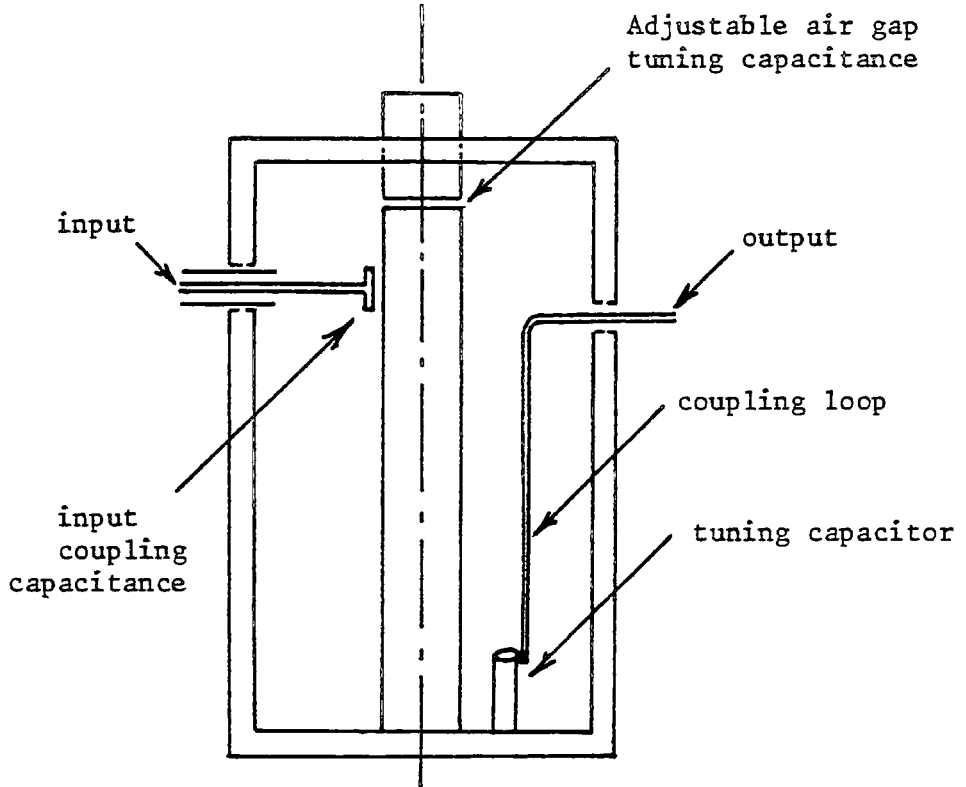 Adjustable air gap
tuning capacitance
input
output
coupling loop
input
coupling
capacitance
tuning capacitor